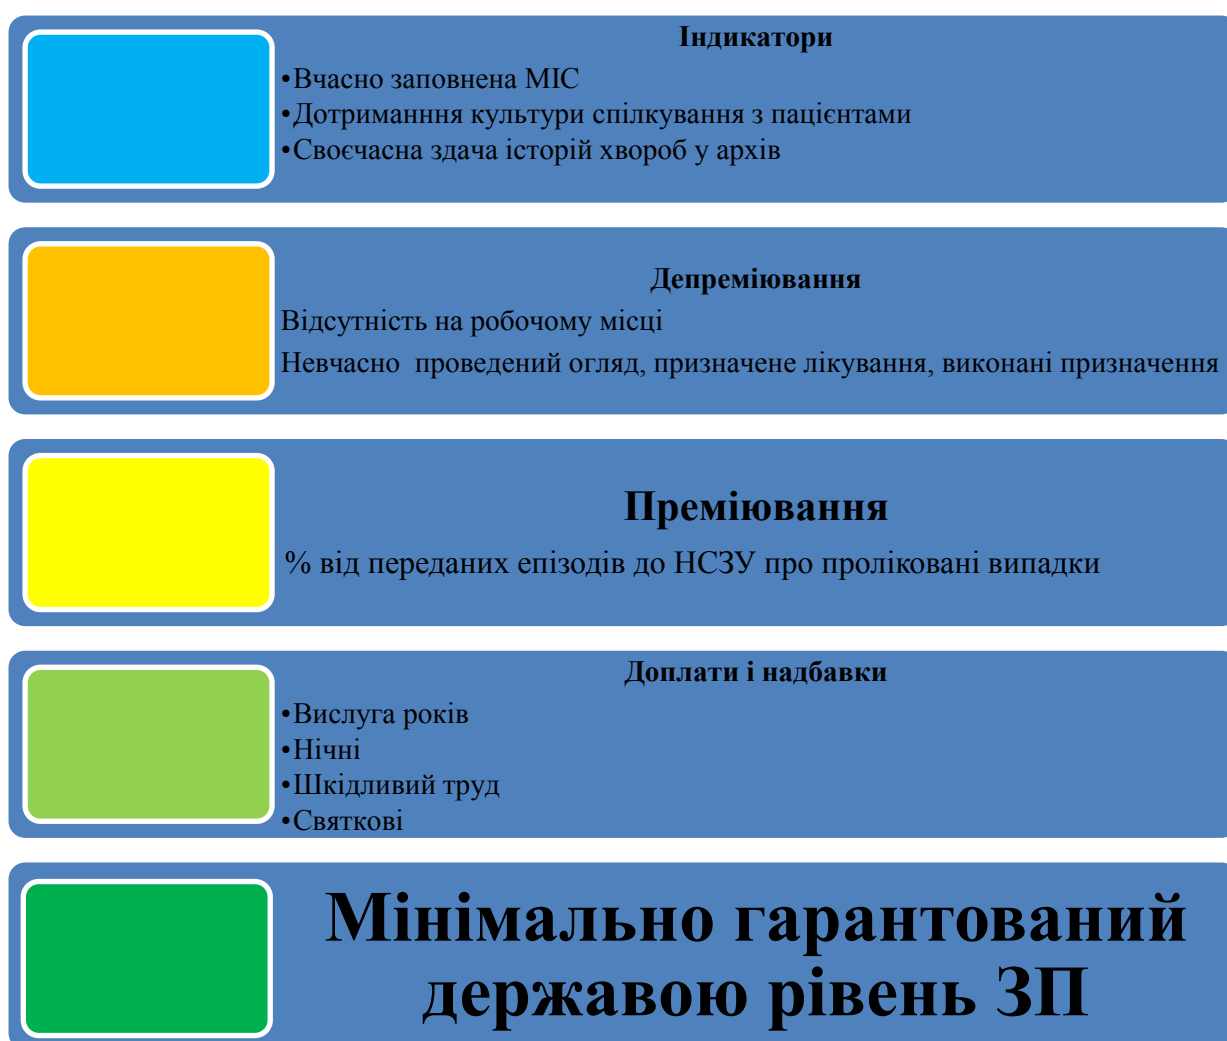 Індикатори
•Вчасно заповнена МІС
•Дотриманння культури спілкування з пацієнтами
•Своєчасна здача історій хвороб у архів
Депреміювання
Відсутність на робочому місці
Невчасно проведений огляд, призначене лікування, виконані призначення
Преміювання
% від переданих епізодів до НСЗУ про проліковані випадки
Доплати і надбавки
•Вислуга років
•Нічні
•Шкідливий труд
•Святкові
Мінімально гарантований
державою рівень ЗП